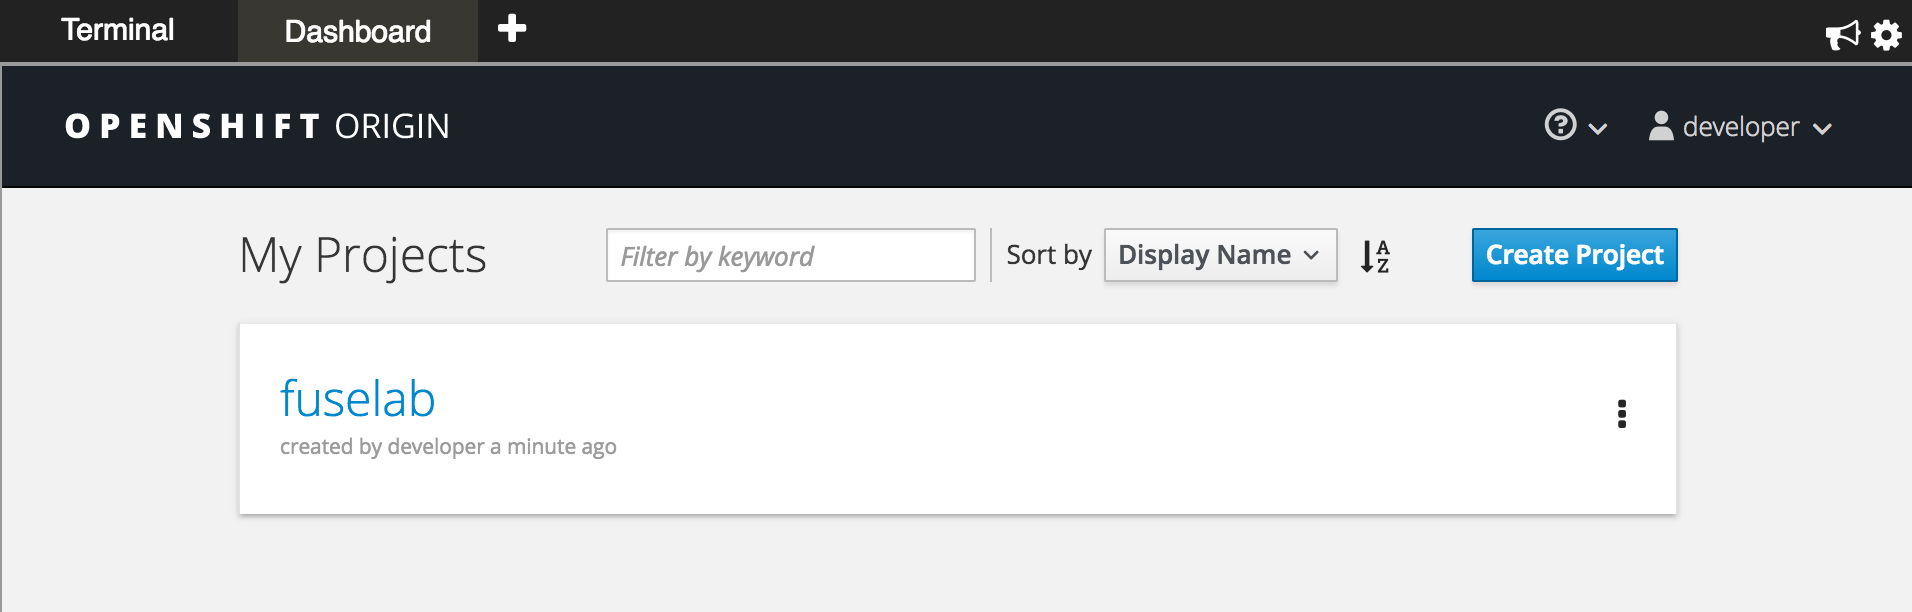 Terminal Dashboard
OPENSHIFT ORIGIN developer
My Projects Filter by keyword Sort by Display Name A Z Create Project
fuselab
created by developer a minute ago